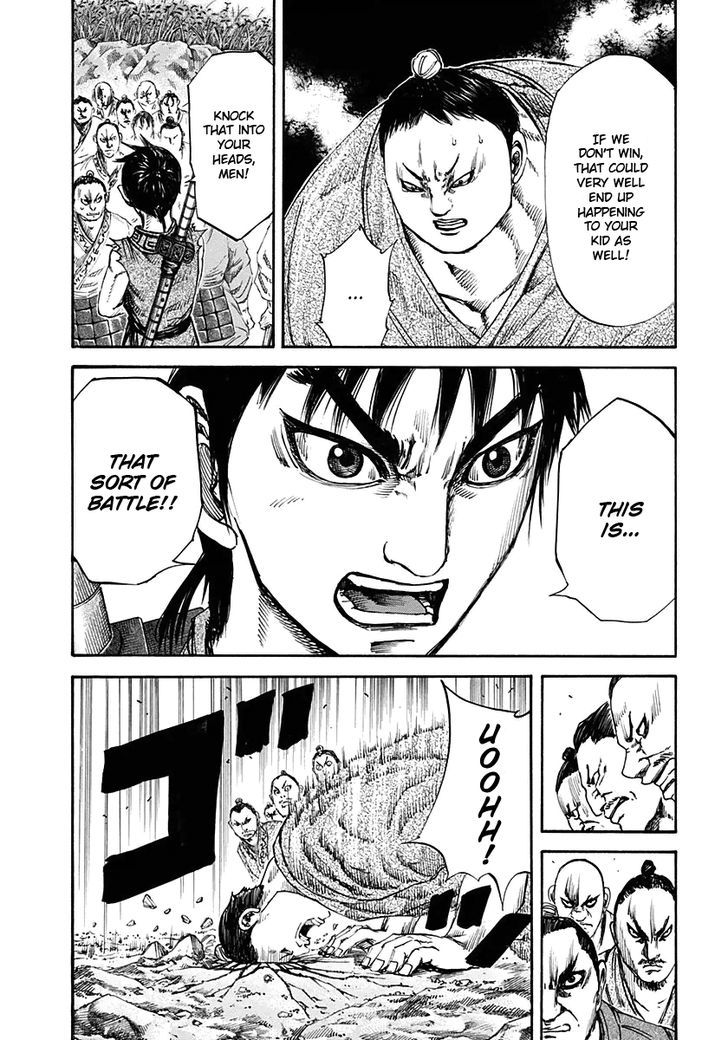 IF WE
DON'T WIN,
THAT COULD
VERY WELL
END UP
HAPPENING
TO YOUR
KID AS
WELL!
...
KNOCK
THAT INTO
YOUR
HEADS,
MEN!
THIS
IS...
THAT
SORT OF
BATTLE!!
UOOHH!
ゴッ